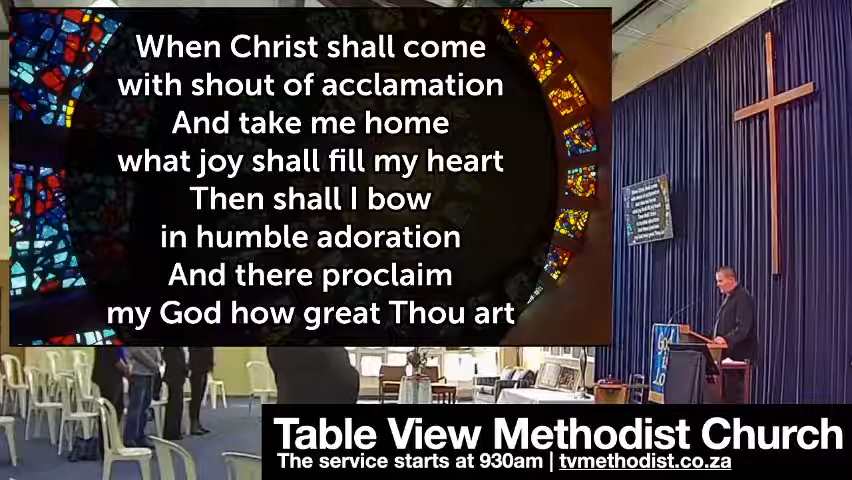 When Christ shall come
with shout of acclamation
And take me home
what joy shall fill my heart
Then shall I bow
in humble adoration
And there proclaim
my God how great Thou art
Table View Methodist Church
The service starts at 930am | tvmethodist.co.za